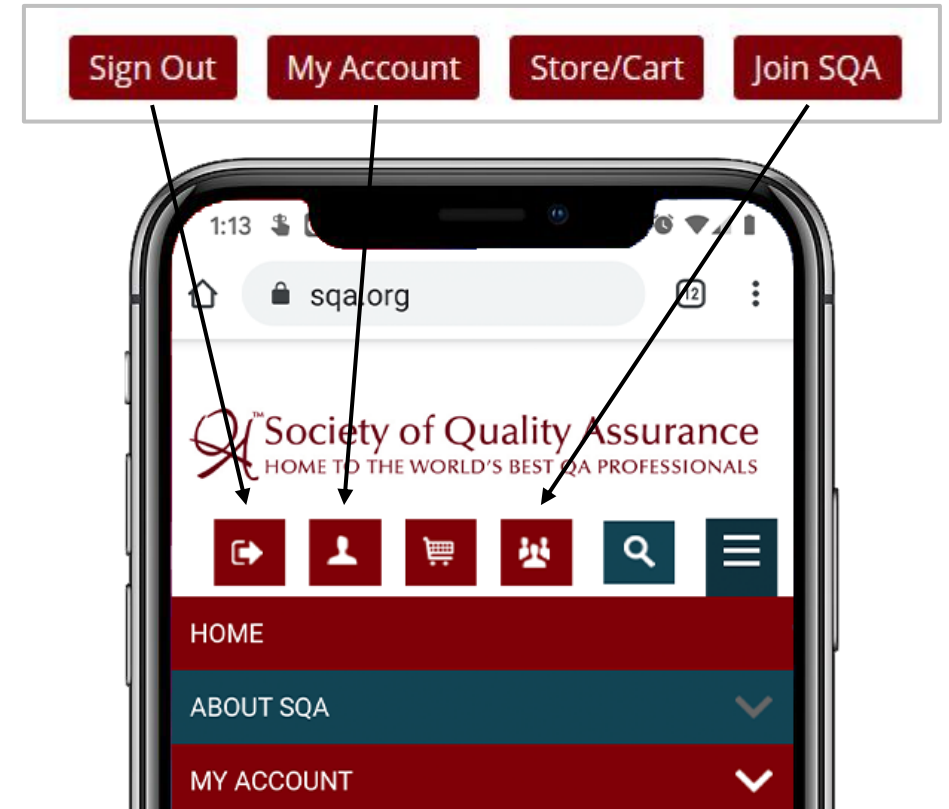 Sign Out My Account Store/Cart Join SQA
1:13
sqa.org
12
QA™ Society of Quality Assurance
HOME TO THE WORLD'S BEST QA PROFESSIONALS
HOME
ABOUT SQA
MY ACCOUNT